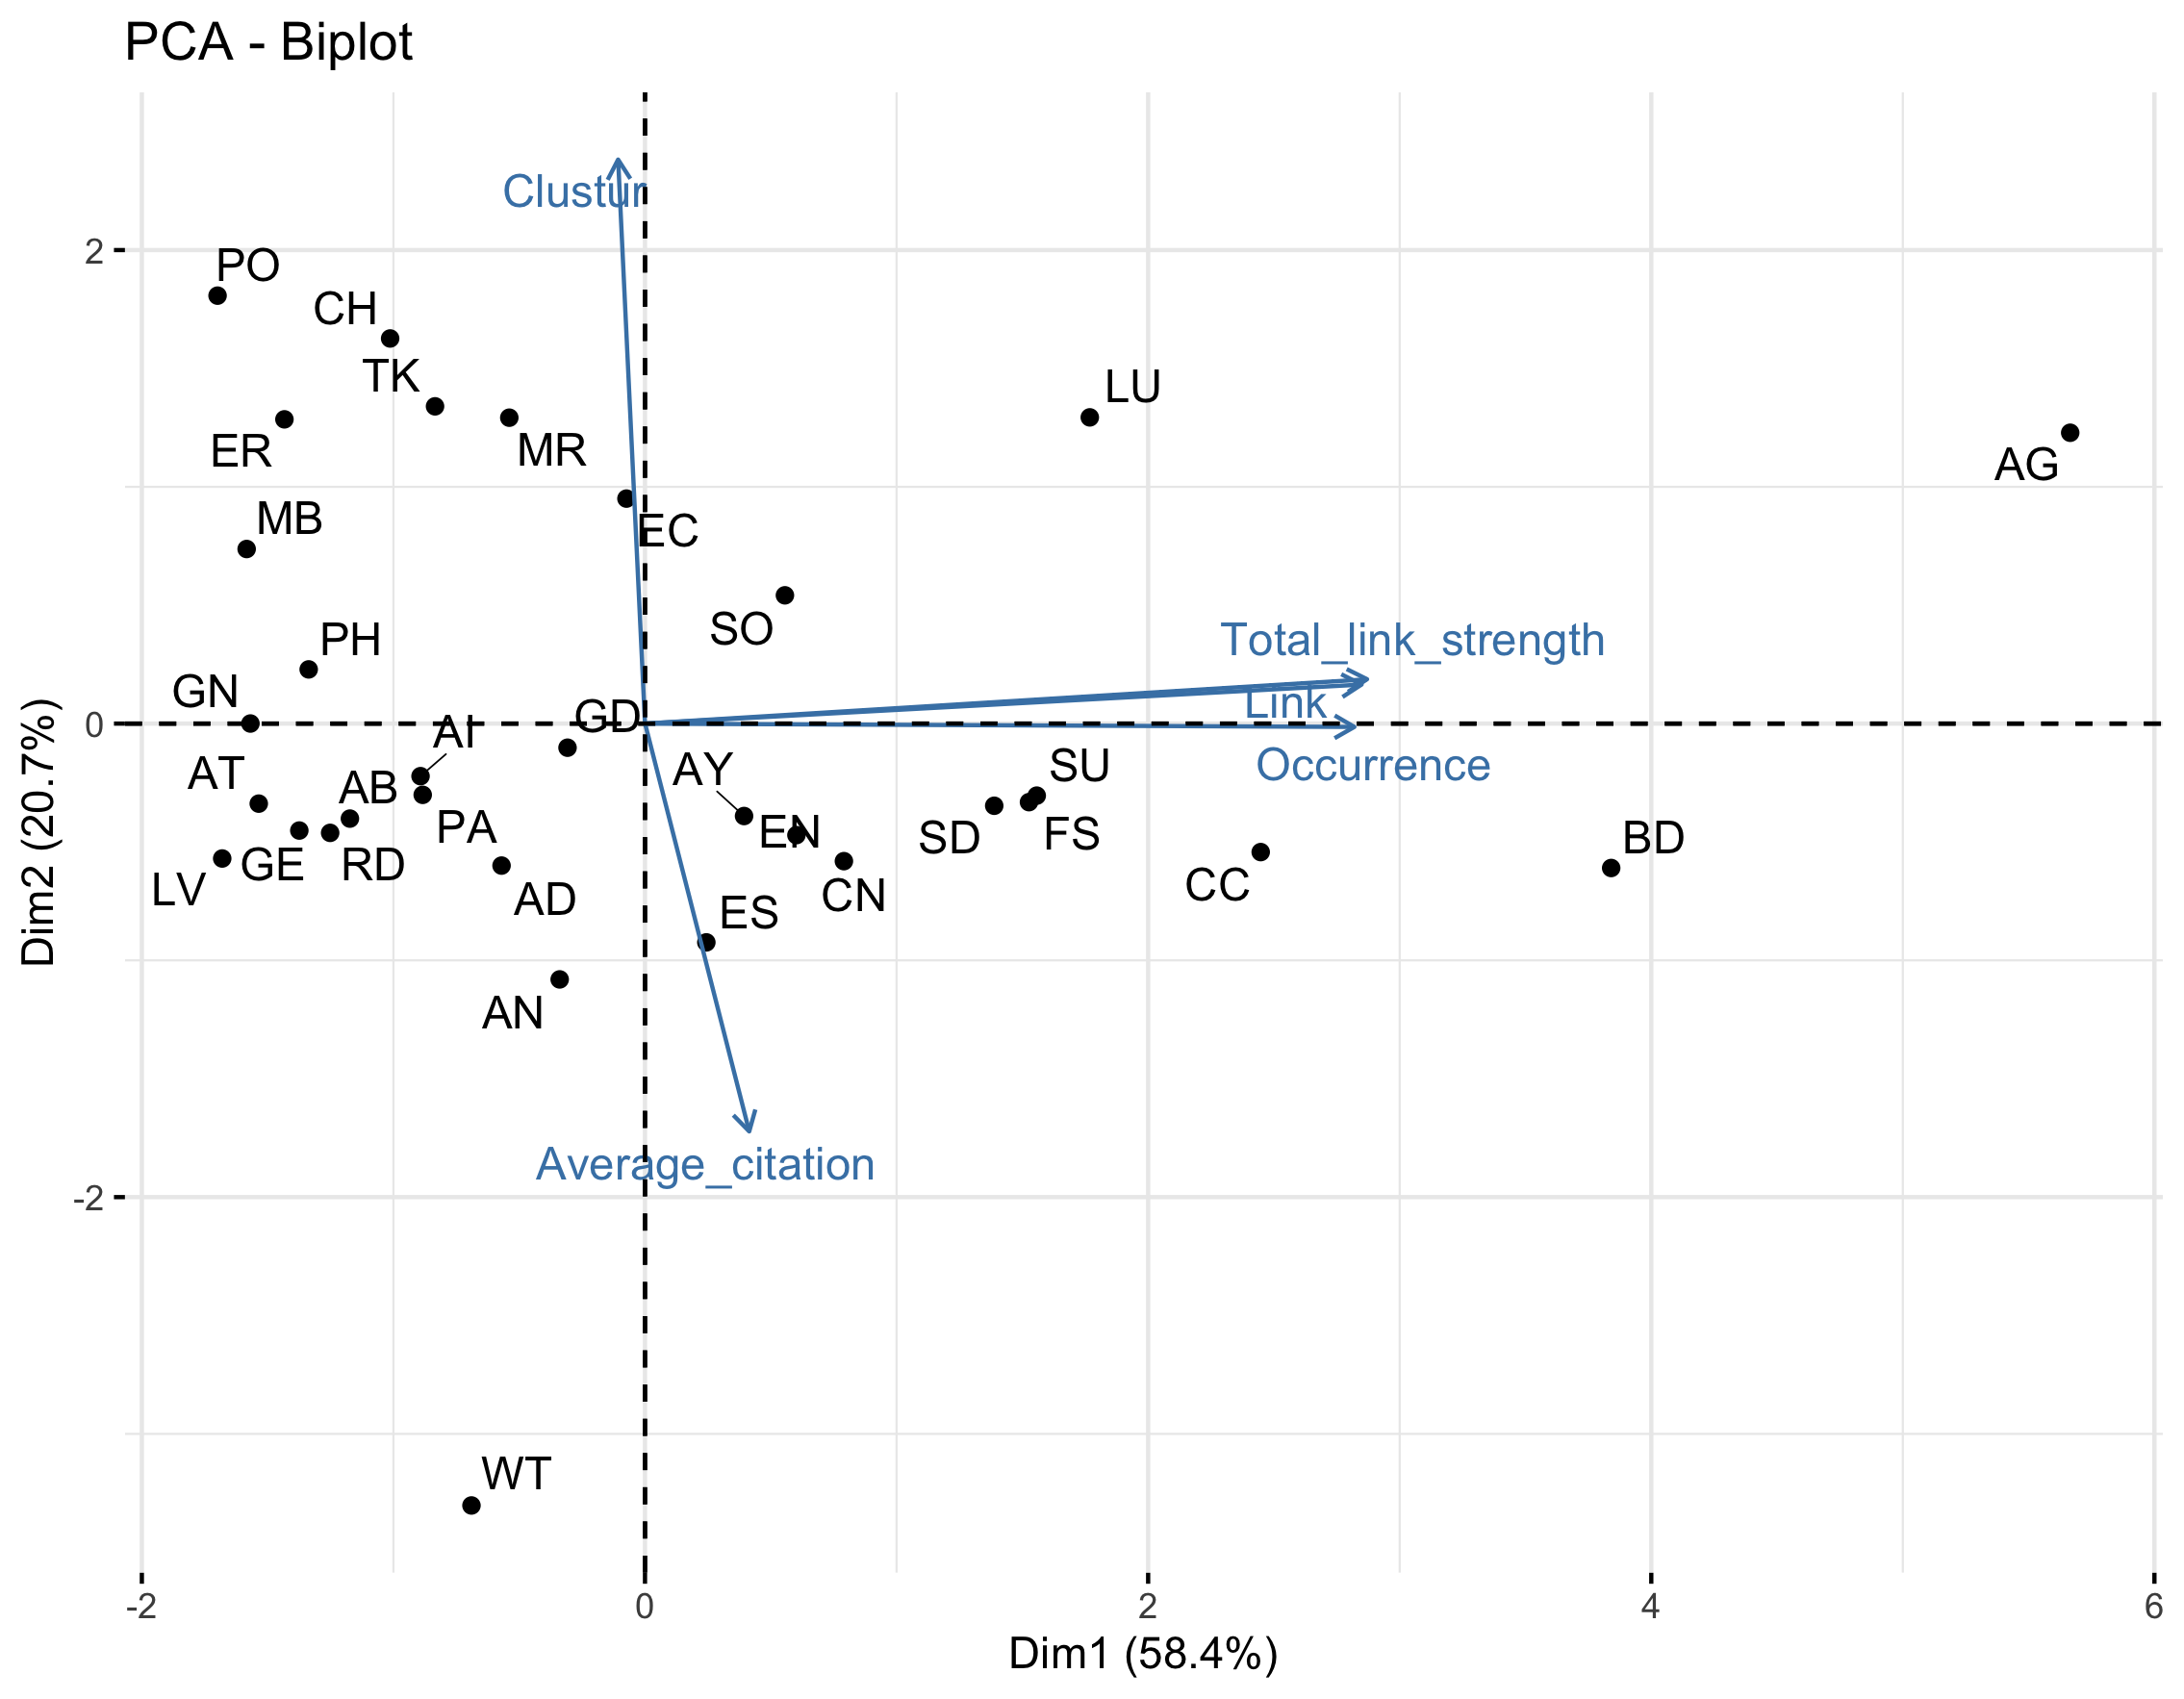 PCA - Biplot
Clustur
2
PO
CH
TK
LU
ER
MR
AG
MB
EC
SO
PH
Total_link_strength
GN
Link
GD
0
AI
AT
AY
SU
Occurrence
AB
PA
EN
SD
FS
BD
LV
GE
RD
AD
CN
CC
ES
AN
Average_citation
-2
WT
-2
0
2
4
6
Dim1 (58.4%)
Dim2 (20.7%)